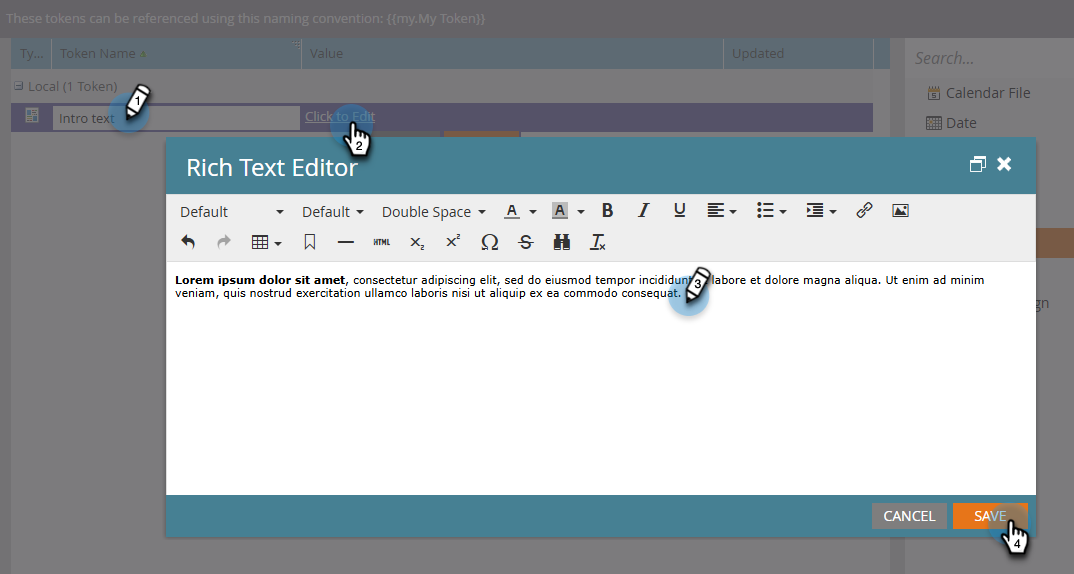 These tokens can be referenced using this naming convention: {{my.My Token}}
Ty... Token Name Value Updated
Search...
Local (1 Token)
Calendar File
1
Intro text
Click to Edit
Date
2
Rich Text Editor
Default Default Double Space A A B I U
HTML x₂ x² Ω S Tx
Lorem ipsum dolor sit amet, consectetur adipiscing elit, sed do eiusmod tempor incididunt labore et dolore magna aliqua. Ut enim ad minim
3
veniam, quis nostrud exercitation ullamco laboris nisi ut aliquip ex ea commodo consequat.
gn
CANCEL SAVE
4